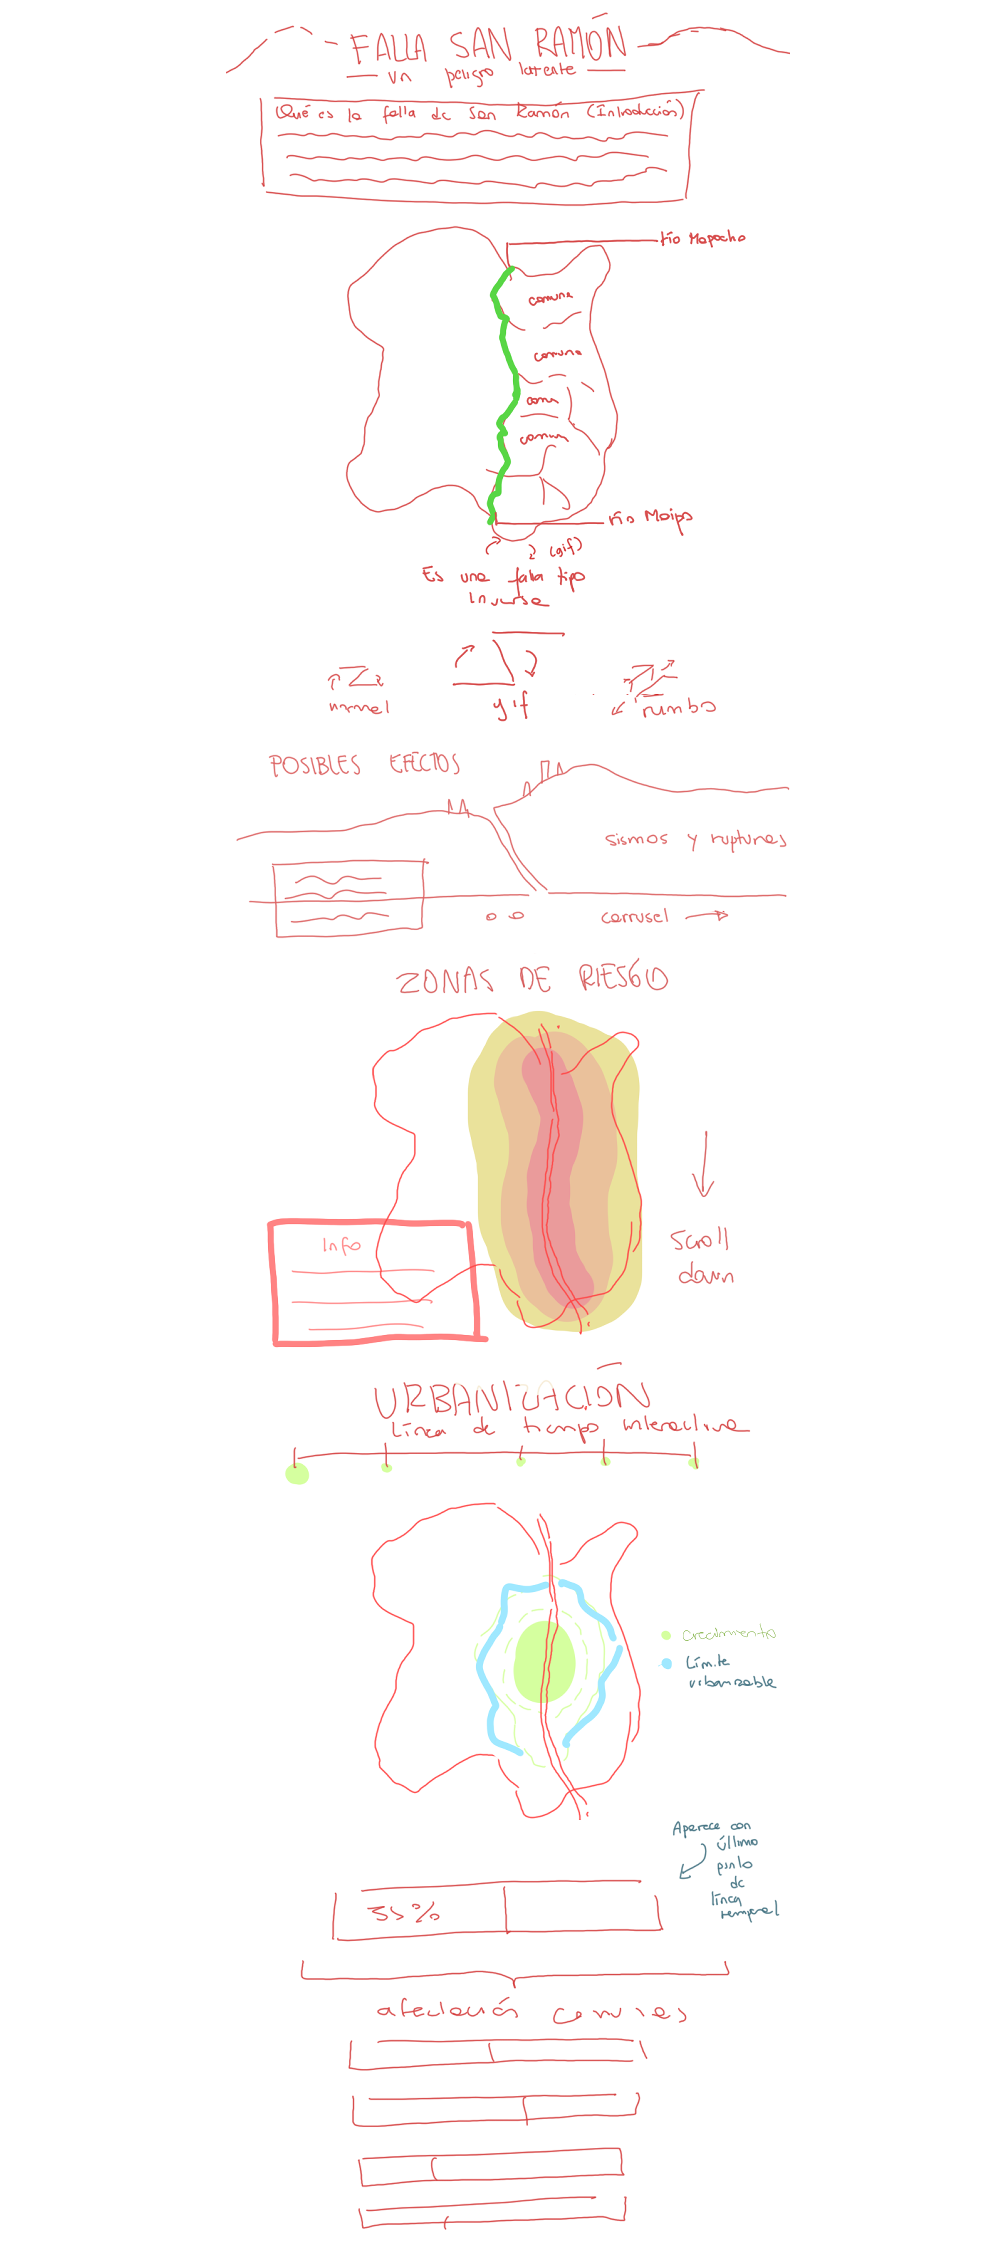 FALLA SAN RAMÓN
un peligro latente
Qué es la falla de San Ramón (Introducción)
río Mapocho
comuna
comuna
comu
comun
río Maipo
(gif)
Es una falla tipo
inversa
normal
gif
rumbo
POSIBLES EFECTOS
sismos y rupturas
carrusel
ZONAS DE RIESGO
Info
Scroll
down
URBANIZACIÓN
Línea de tiempo interactiva
Crecimiento
Límite
urbanizable
Aparece con
último
punto
de
línea
temporal
35%
afectación comunas